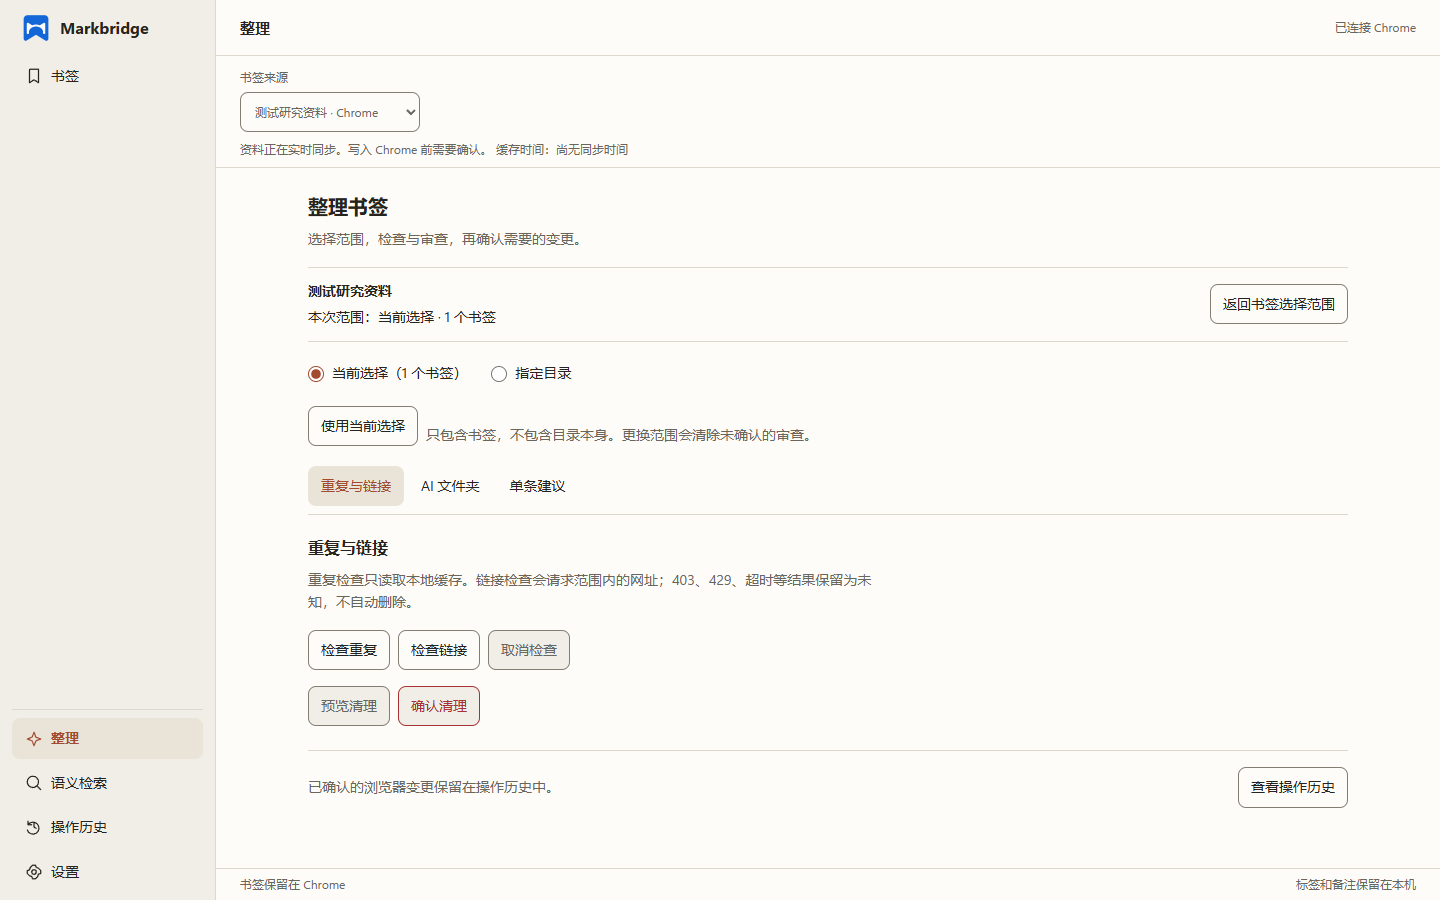 Markbridge
书签
整理
已连接 Chrome
书签来源
测试研究资料 · Chrome
资料正在实时同步。写入 Chrome 前需要确认。 缓存时间：尚无同步时间
整理书签
选择范围，检查与审查，再确认需要的变更。
测试研究资料
本次范围：当前选择 · 1 个书签
返回书签选择范围
当前选择（1 个书签）
指定目录
使用当前选择
只包含书签，不包含目录本身。更换范围会清除未确认的审查。
重复与链接
AI 文件夹
单条建议
重复与链接
重复检查只读取本地缓存。链接检查会请求范围内的网址；403、429、超时等结果保留为未
知，不自动删除。
检查重复
检查链接
取消检查
预览清理
确认清理
已确认的浏览器变更保留在操作历史中。
查看操作历史
整理
语义检索
操作历史
设置
书签保留在 Chrome
标签和备注保留在本机